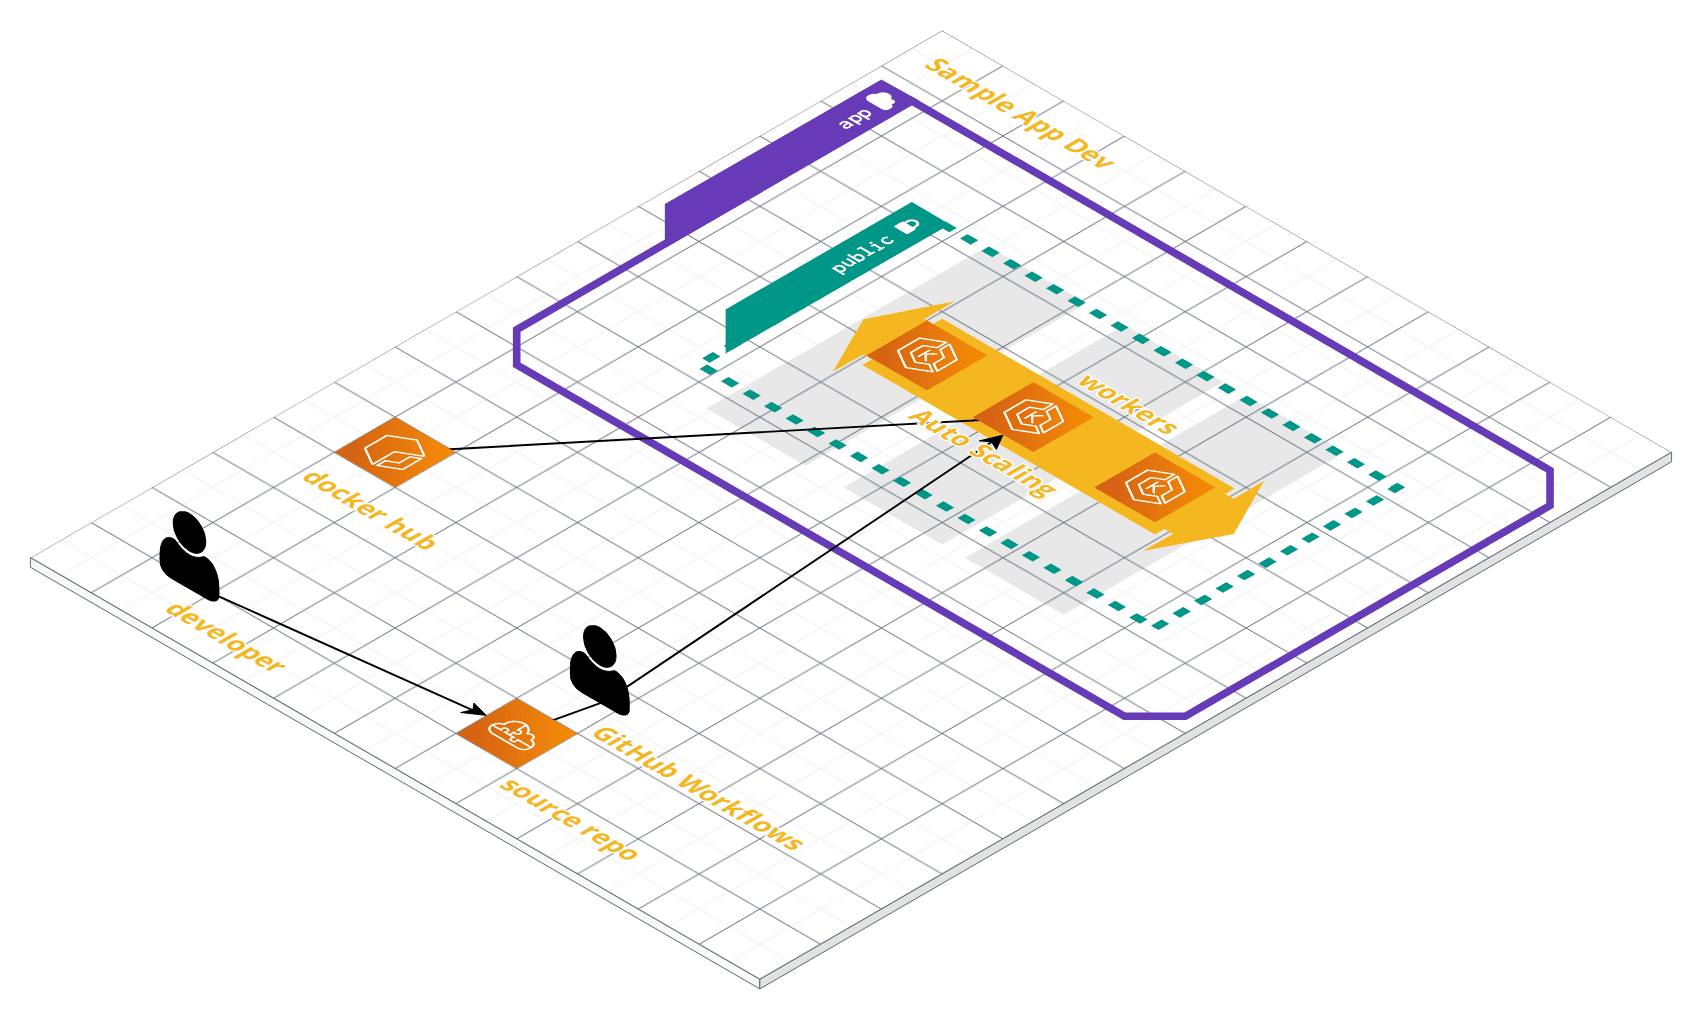 Sample App Dev
app
public
workers
Auto Scaling
docker hub
developer
GitHub Workflows
source repo
K
K
K